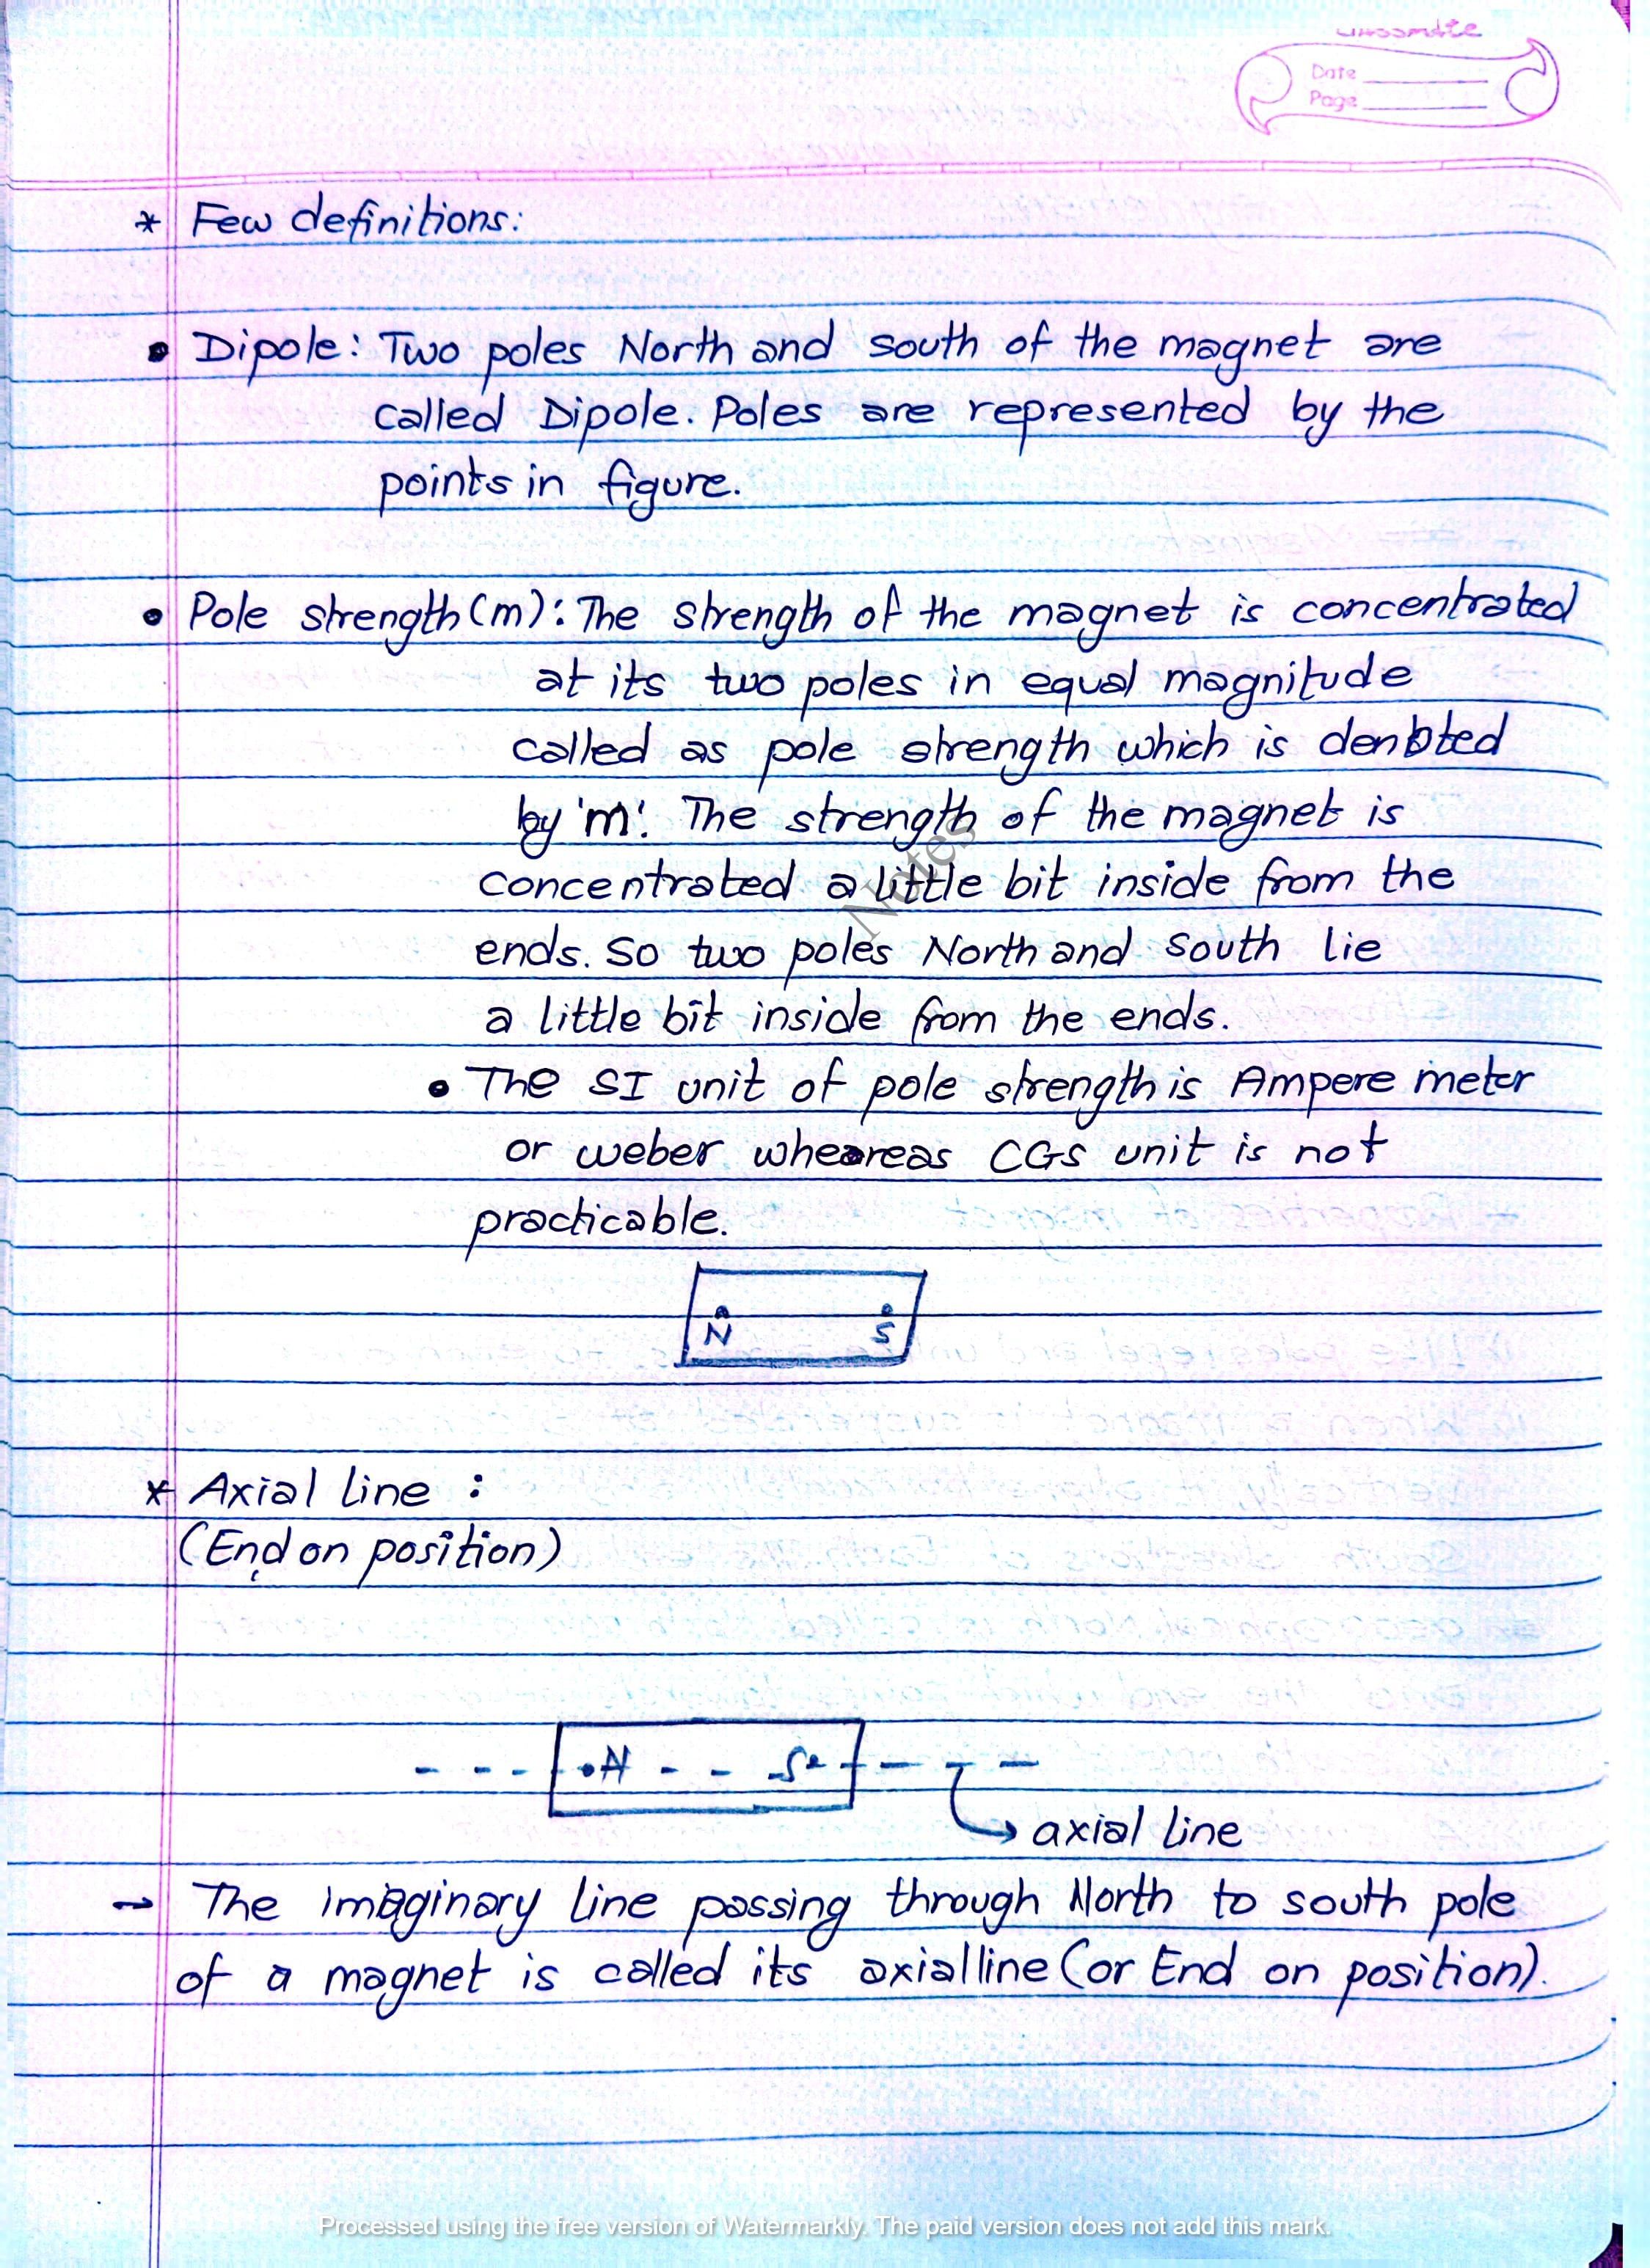 classmate
Date
Page
* Few definitions:
• Dipole: Two poles North and south of the magnet are
called Dipole. Poles are represented by the
points in figure.
• Pole strength (m): The strength of the magnet is concentrated
at its two poles in equal magnitude
called as pole strength which is denoted
by 'm'. The strength of the magnet is
concentrated a little bit inside from the
ends. So two poles North and south lie
a little bit inside from the ends.
• The SI unit of pole strength is Ampere meter
or weber wheareas CGS unit is not
practicable.
N S
* Axial line :
(End on position)
N S
axial line
→ The imaginary line passing through North to south pole
of a magnet is called its axial line (or End on position).
Notes
Processed using the free version of Watermarkly. The paid version does not add this mark.